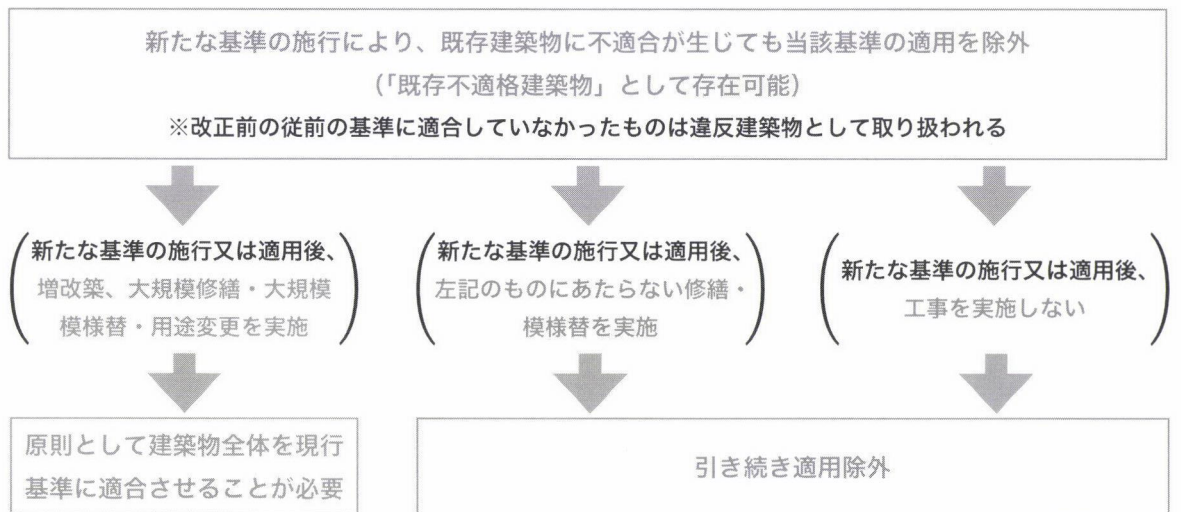 新たな基準の施行により、既存建築物に不適合が生じても当該基準の適用を除外
(「既存不適格建築物」として存在可能)
※改正前の従前の基準に適合していなかったものは違反建築物として取り扱われる
新たな基準の施行又は適用後、
増改築、大規模修繕・大規模
模様替・用途変更を実施
新たな基準の施行又は適用後、
左記のものにあたらない修繕・
模様替を実施
新たな基準の施行又は適用後、
工事を実施しない
原則として建築物全体を現行
基準に適合させることが必要
引き続き適用除外